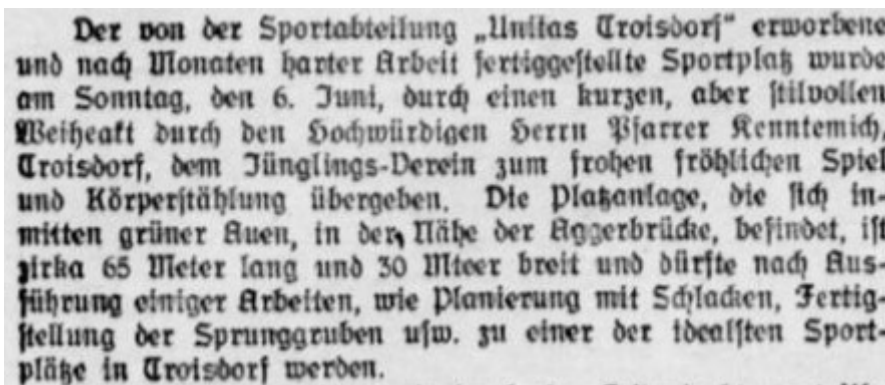 Der von der Sportabteilung „Unitas Troisdorf“ erworbene
und nach Monaten harter Arbeit fertiggestellte Sportplatz wurde
am Sonntag, den 6. Juni, durch einen kurzen, aber stilvollen
Weiheakt durch den Hochwürdigen Herrn Pfarrer Kenntemich,
Troisdorf, dem Jünglings-Verein zum frohen fröhlichen Spiel
und Körperstählung übergeben. Die Platzanlage, die sich in-
mitten grüner Auen, in der Nähe der Aggerbrücke, befindet, ist
zirka 65 Meter lang und 30 Mteer breit und dürfte nach Aus-
führung einiger Arbeiten, wie Planierung mit Schlacken, Fertig-
stellung der Sprunggruben usw. zu einer der idealsten Sport-
plätze in Troisdorf werden.